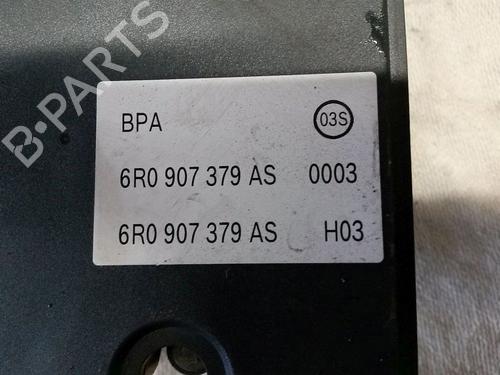 B-PARTS
BPA 03S
6R0 907 379 AS 0003
6R0 907 379 AS H03